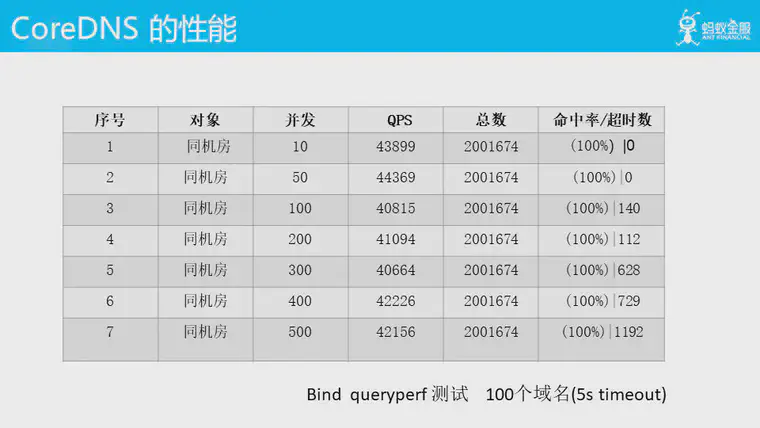 CoreDNS 的性能
蚂蚁金服
ANT FINANCIAL
序号 对象 并发 QPS 总数 命中率/超时数
1 同机房 10 43899 2001674 (100%) |0
2 同机房 50 44369 2001674 (100%)|0
3 同机房 100 40815 2001674 (100%)|140
4 同机房 200 41094 2001674 (100%)|112
5 同机房 300 40664 2001674 (100%)|628
6 同机房 400 42226 2001674 (100%)|729
7 同机房 500 42156 2001674 (100%)|1192
Bind queryperf 测试 100个域名(5s timeout)